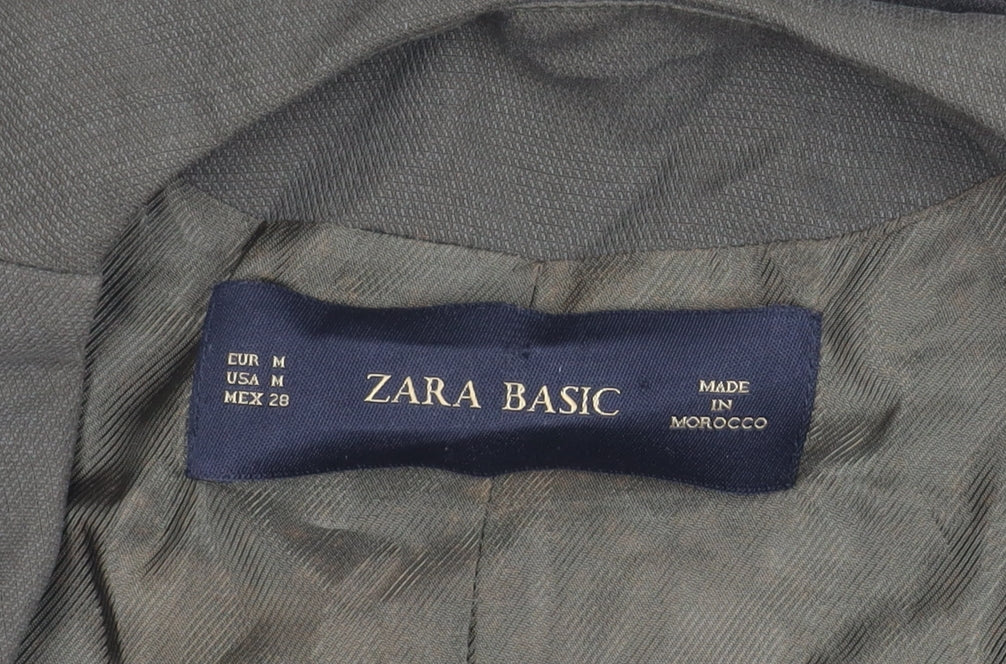 EUR M
USA M
MEX 28
ZARA BASIC
MADE
IN
MOROCCO